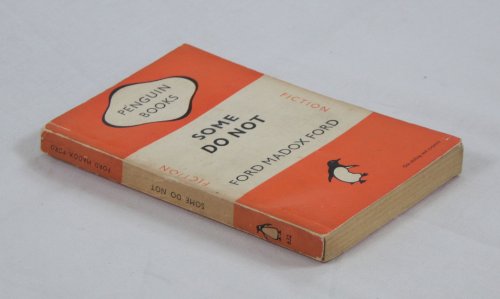 PENGUIN
BOOKS
FICTION
SOME
DO NOT
FORD MADOX FORD
FICTION
FORD MADOX FORD
SOME DO NOT